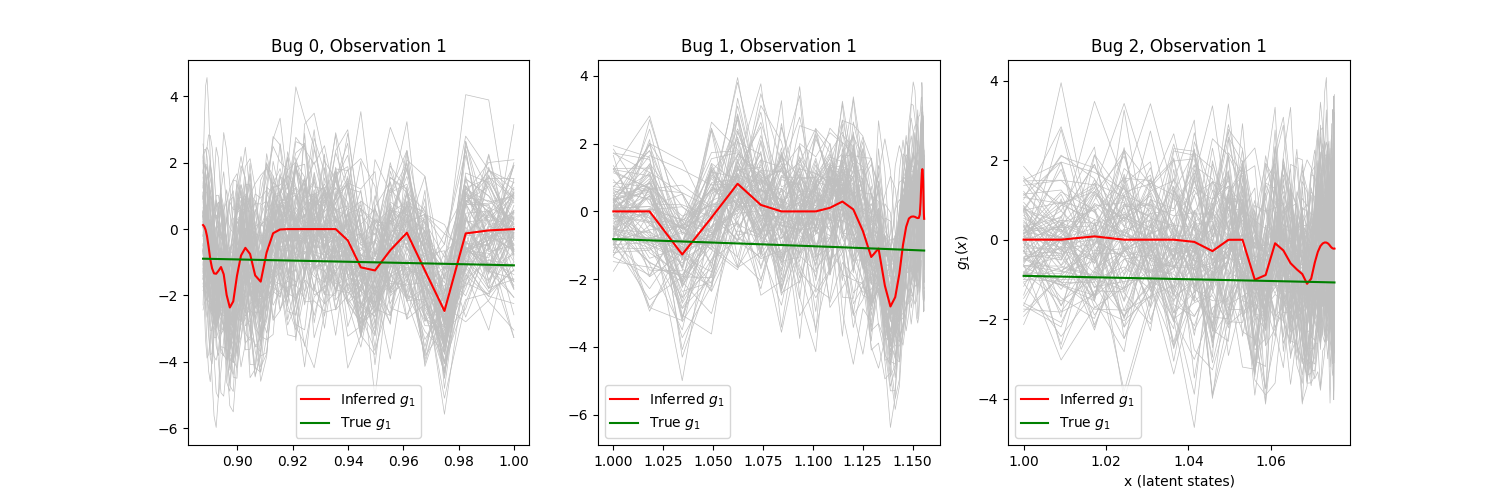 Bug 0, Observation 1
4
2
0
−2
−4
−6
0.90 0.92 0.94 0.96 0.98 1.00
Inferred g₁
True g₁
Bug 1, Observation 1
4
2
0
−2
−4
−6
1.000 1.025 1.050 1.075 1.100 1.125 1.150
Inferred g₁
True g₁
Bug 2, Observation 1
g₁(x)
4
2
0
−2
−4
1.00 1.02 1.04 1.06
x (latent states)
Inferred g₁
True g₁